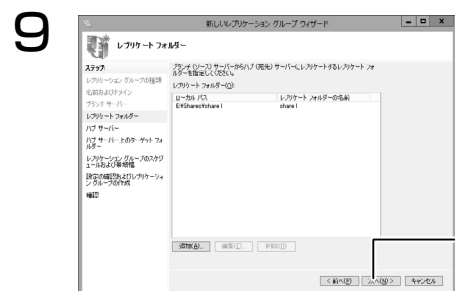 9
新しいレプリケーション グループ ウィザード
レプリケート フォルダー
ステップ:
レプリケーション グループの種類
名前およびドメイン
ブランチ サーバー
レプリケート フォルダー
ハブ サーバー
ハブ サーバー上のターゲット フォルダー
レプリケーション グループのスケジュールおよび帯域幅
設定の確認およびレプリケーション グループの作成
確認
ブランチ (ソース) サーバーからハブ (宛先) サーバーにレプリケートするレプリケート フォ
ルダーを指定してください。
レプリケート フォルダー(O):
ローカル パス レプリケート フォルダーの名前
E:¥Shares¥share1 share1
追加(A)... 編集(E)... 削除(D)
< 前へ(P) 次へ(N) > キャンセル